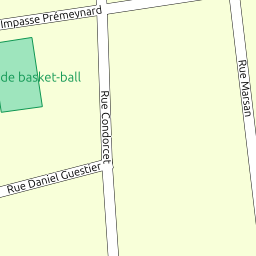 Impasse Prémeynard
de basket-ball
Rue Condorcet
Rue Marsan
Rue Daniel Guestier